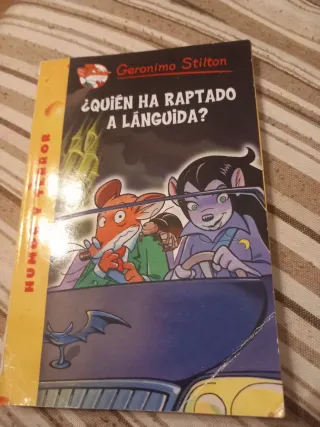 Geronimo Stilton
¿QUIÉN HA RAPTADO
A LÁNGUIDA?
HUMOR Y TERROR